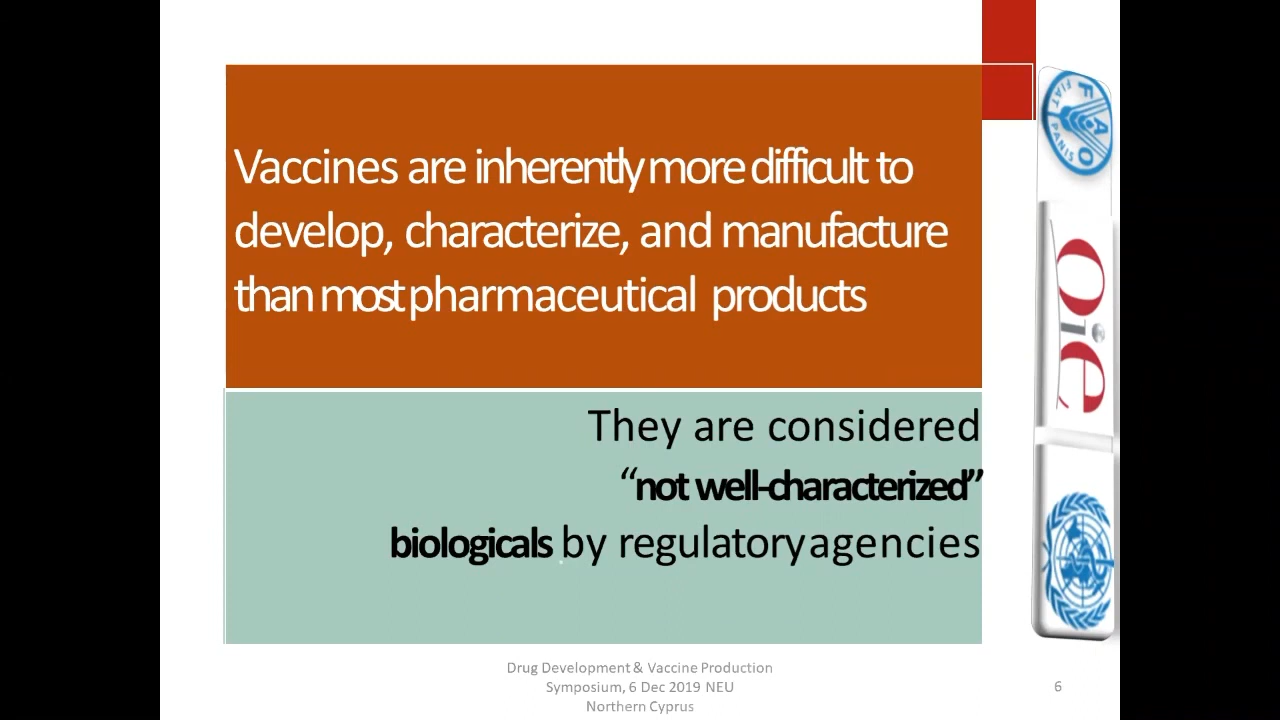 Vaccines are inherently more difficult to
develop, characterize, and manufacture
than most pharmaceutical products
They are considered
“not well-characterized”
biologicals by regulatory agencies
FAO
FIAT PANIS
Oie
Drug Development & Vaccine Production
Symposium, 6 Dec 2019 NEU
Northern Cyprus
6